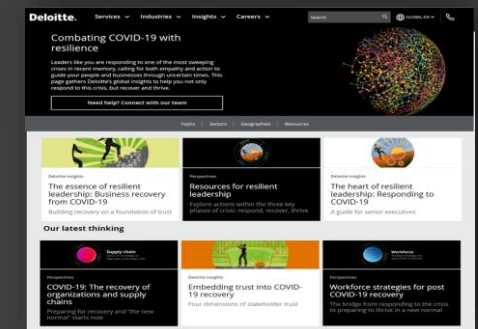 Deloitte. Services Industries Insights Careers Search GLOBAL-EN
Combating COVID-19 with
resilience
Leaders like you are responding to one of the most sweeping
crises in recent memory, calling for both empathy and action to
guide your people and businesses through uncertain times. This
page gathers Deloitte's global insights to help you not only
respond to this crisis, but recover and thrive.
Need help? Connect with our team
Topics | Sectors | Geographies | Resources
Deloitte Insights
The essence of resilient
leadership: Business recovery
from COVID-19
Building recovery on a foundation of trust
Perspectives
Resources for resilient
leadership
Explore actions within the three key
phases of crisis: respond, recover, thrive
Deloitte Insights
The heart of resilient
leadership: Responding to
COVID-19
A guide for senior executives
Our latest thinking
Supply chain
Perspectives
COVID-19: The recovery of
organizations and supply
chains
Preparing for recovery and "the new
normal" starts now
Deloitte Insights
Embedding trust into COVID-
19 recovery
Four dimensions of stakeholder trust
Workforce
Perspectives
Workforce strategies for post
COVID-19 recovery
The bridge from responding to the crisis
to preparing to thrive in a new normal